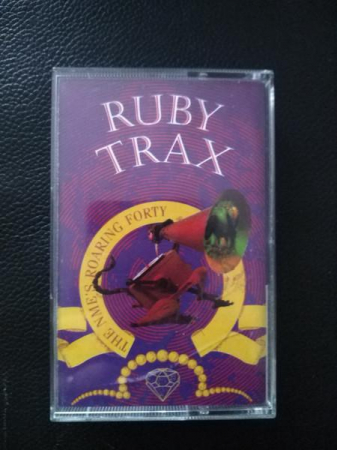 RUBY
TRAX
THE NME'S ROARING FORTY